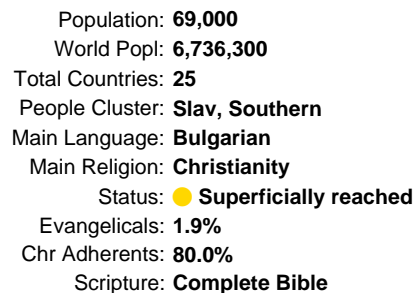 Population: 69,000
World Popl: 6,736,300
Total Countries: 25
People Cluster: Slav, Southern
Main Language: Bulgarian
Main Religion: Christianity
Status: Superficially reached
Evangelicals: 1.9%
Chr Adherents: 80.0%
Scripture: Complete Bible